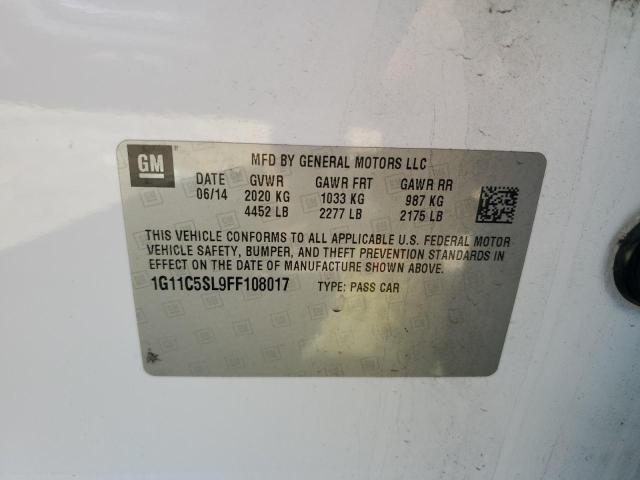 GM MFD BY GENERAL MOTORS LLC
DATE GVWR GAWR FRT GAWR RR
06/14 2020 KG 1033 KG 987 KG
4452 LB 2277 LB 2175 LB
THIS VEHICLE CONFORMS TO ALL APPLICABLE U.S. FEDERAL MOTOR
VEHICLE SAFETY, BUMPER, AND THEFT PREVENTION STANDARDS IN
EFFECT ON THE DATE OF MANUFACTURE SHOWN ABOVE.
1G11C5SL9FF108017 TYPE: PASS CAR